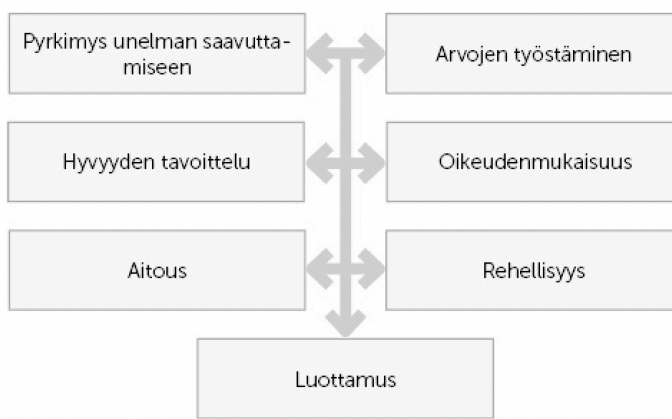 Pyrkimys unelman saavutta-
miseen
Arvojen työstäminen
Hyvyyden tavoittelu
Oikeudenmukaisuus
Aitous
Rehellisyys
Luottamus